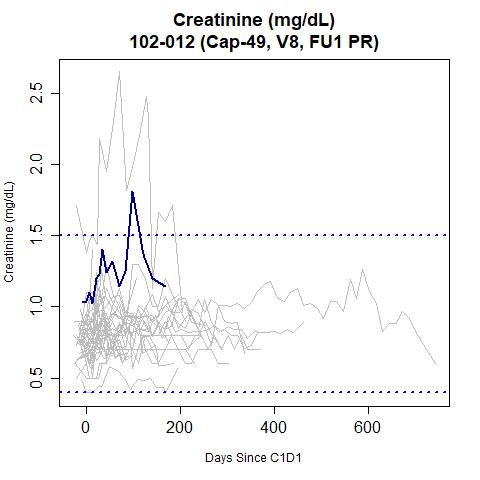 Creatinine (mg/dL)
102-012 (Cap-49, V8, FU1 PR)
Creatinine (mg/dL)
2.5
2.0
1.5
1.0
0.5
0 200 400 600
Days Since C1D1